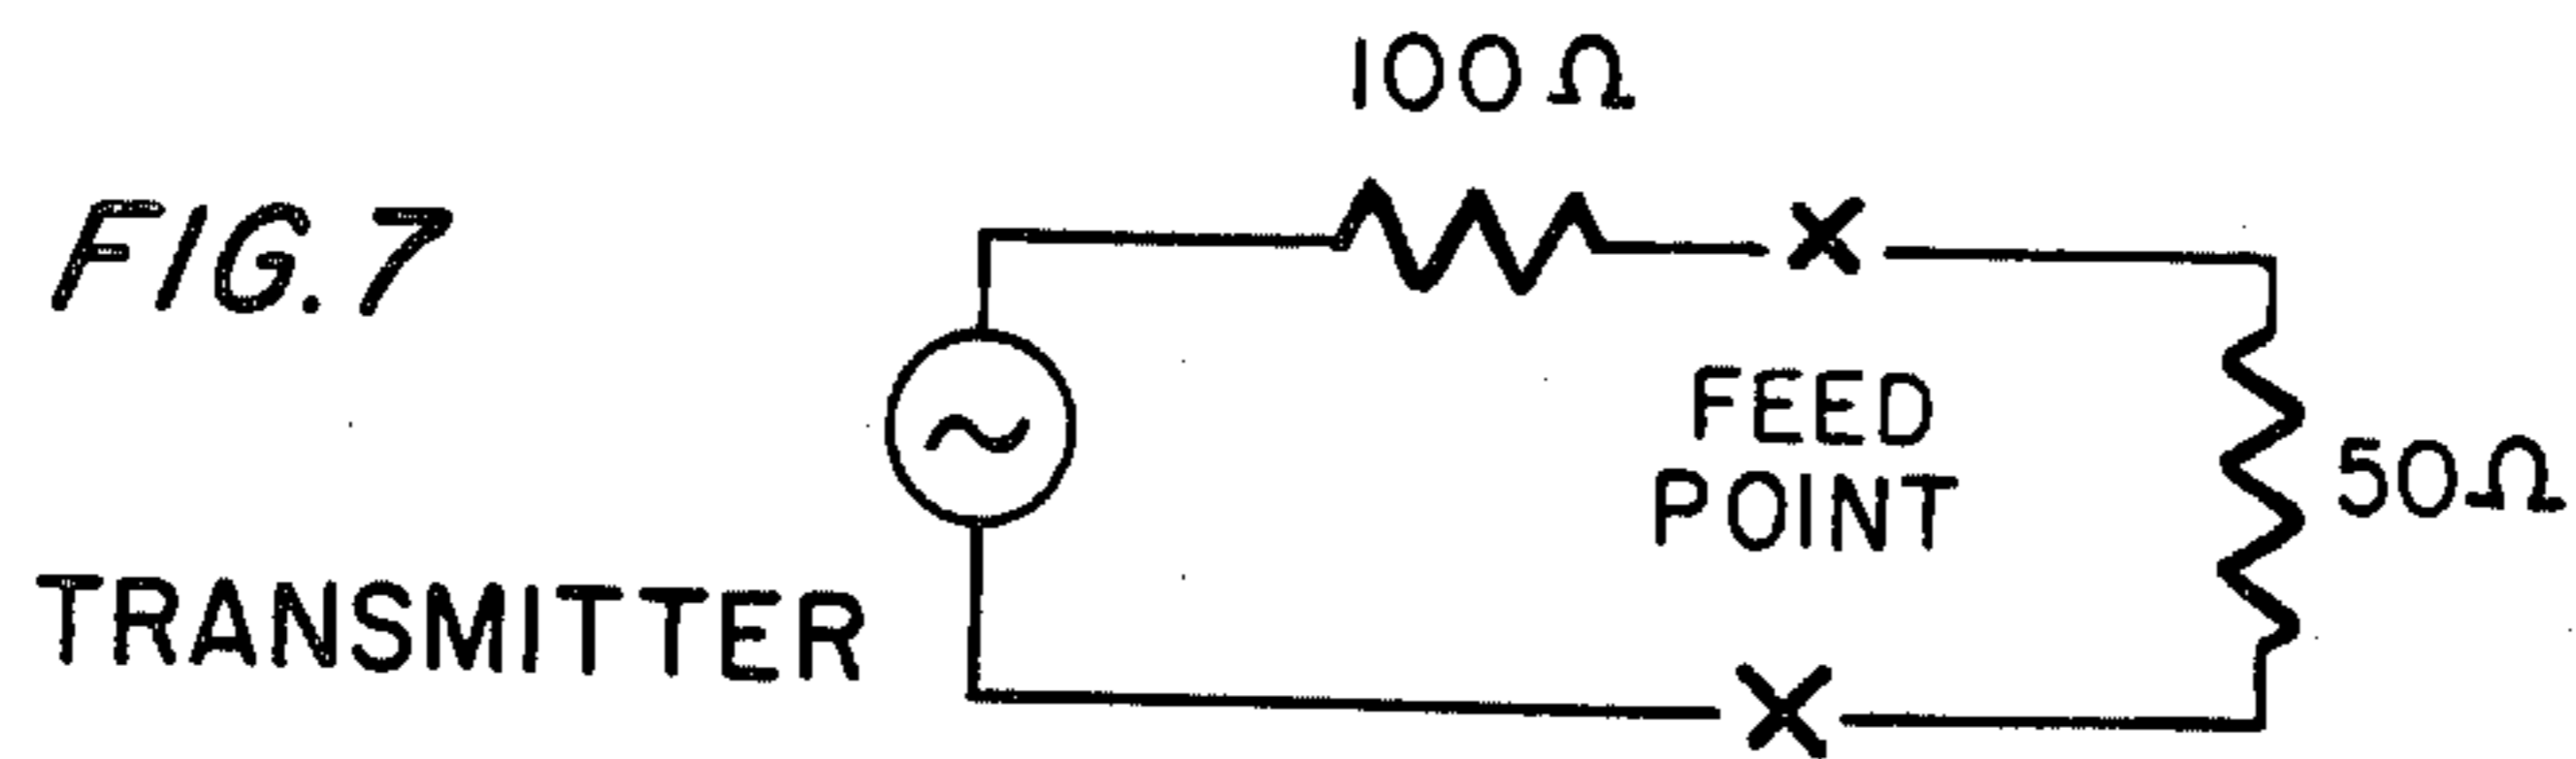 100 Ω
FIG. 7
FEED
POINT
50Ω
TRANSMITTER